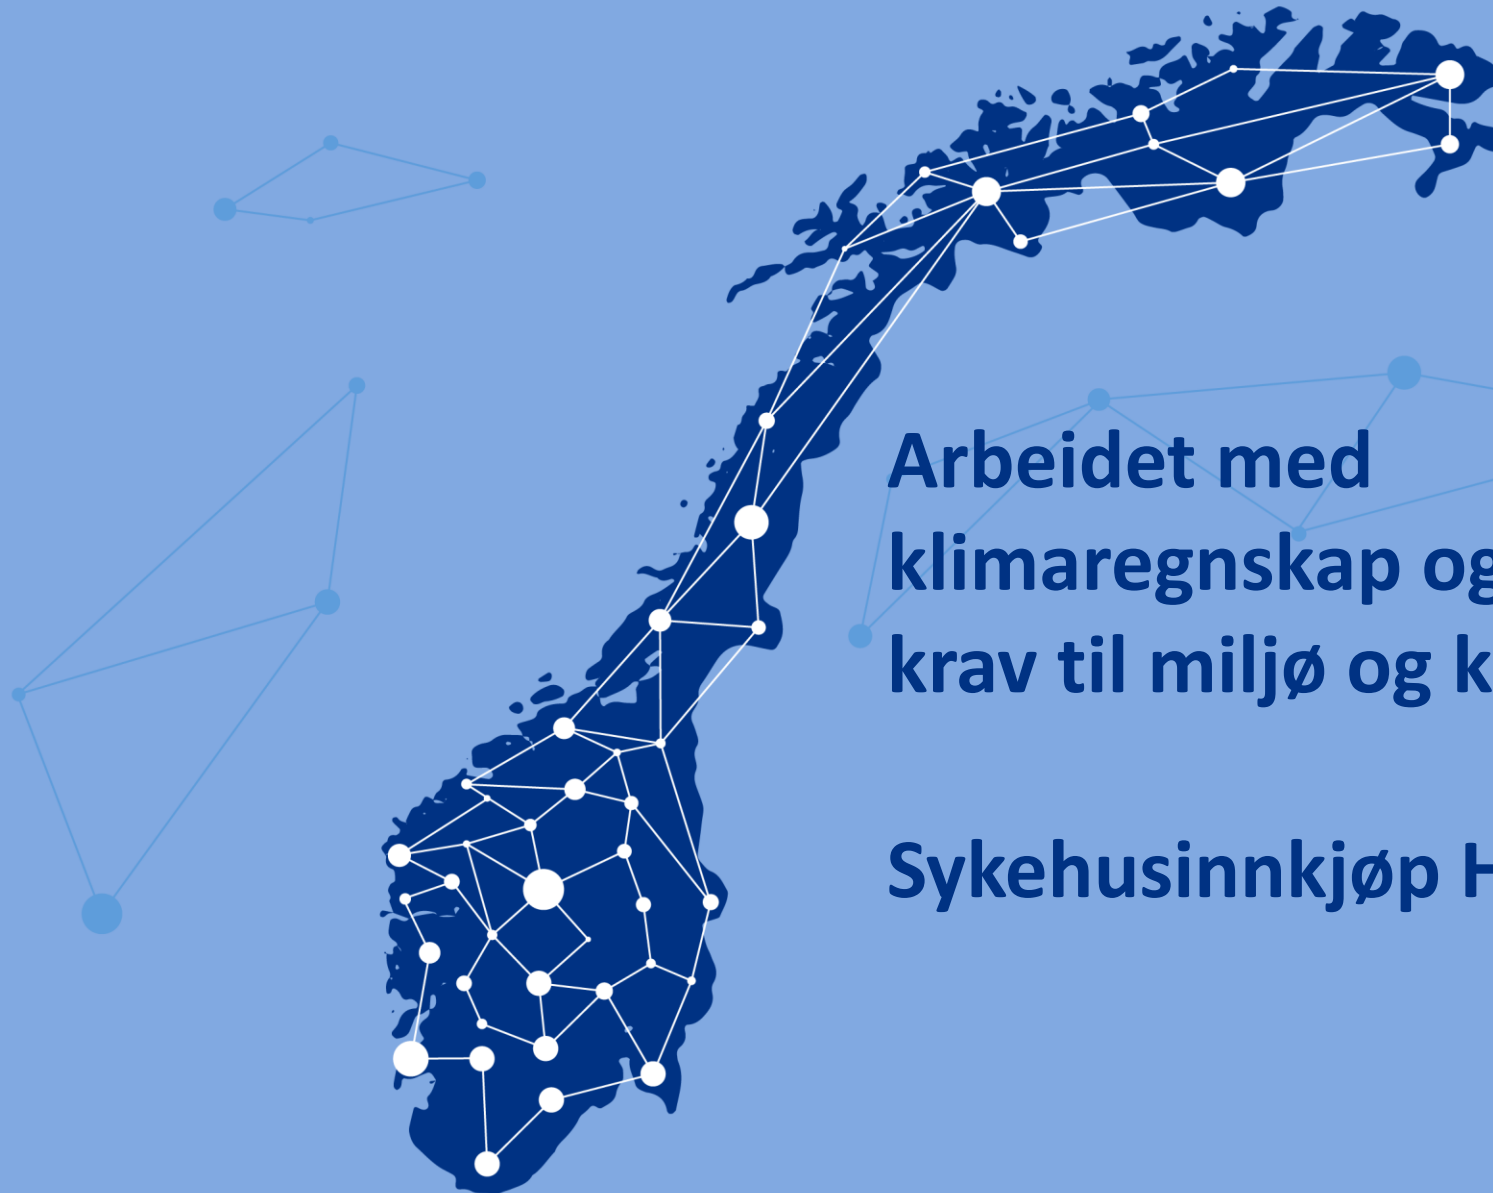 Arbeidet med
klimaregnskap og
krav til miljø og k
Sykehusinnkjøp H